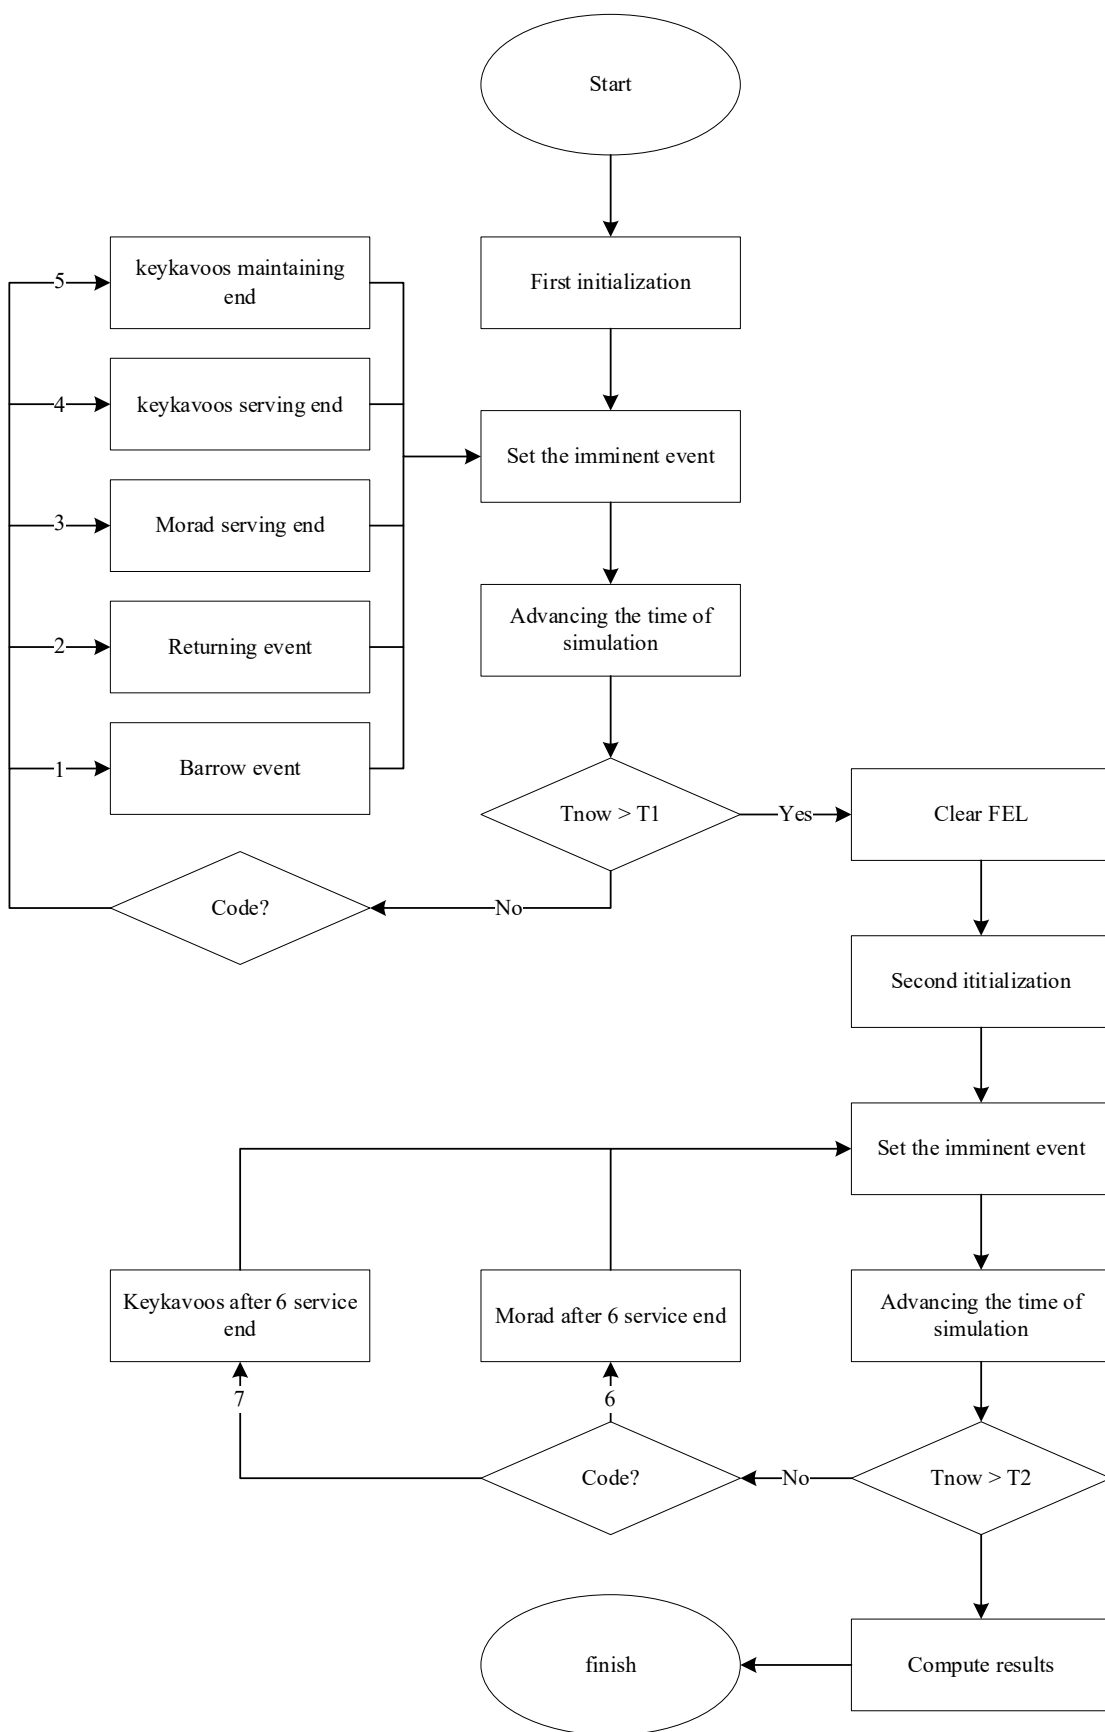 Start
First initialization
5
keykavoos maintaining
end
4
keykavoos serving end
Set the imminent event
3
Morad serving end
Advancing the time of
simulation
2
Returning event
1
Barrow event
Tnow > T1
Yes
Clear FEL
Code?
No
Second ititialization
Set the imminent event
Keykavoos after 6 service
end
Morad after 6 service end
Advancing the time of
simulation
7
6
Code?
No
Tnow > T2
finish
Compute results